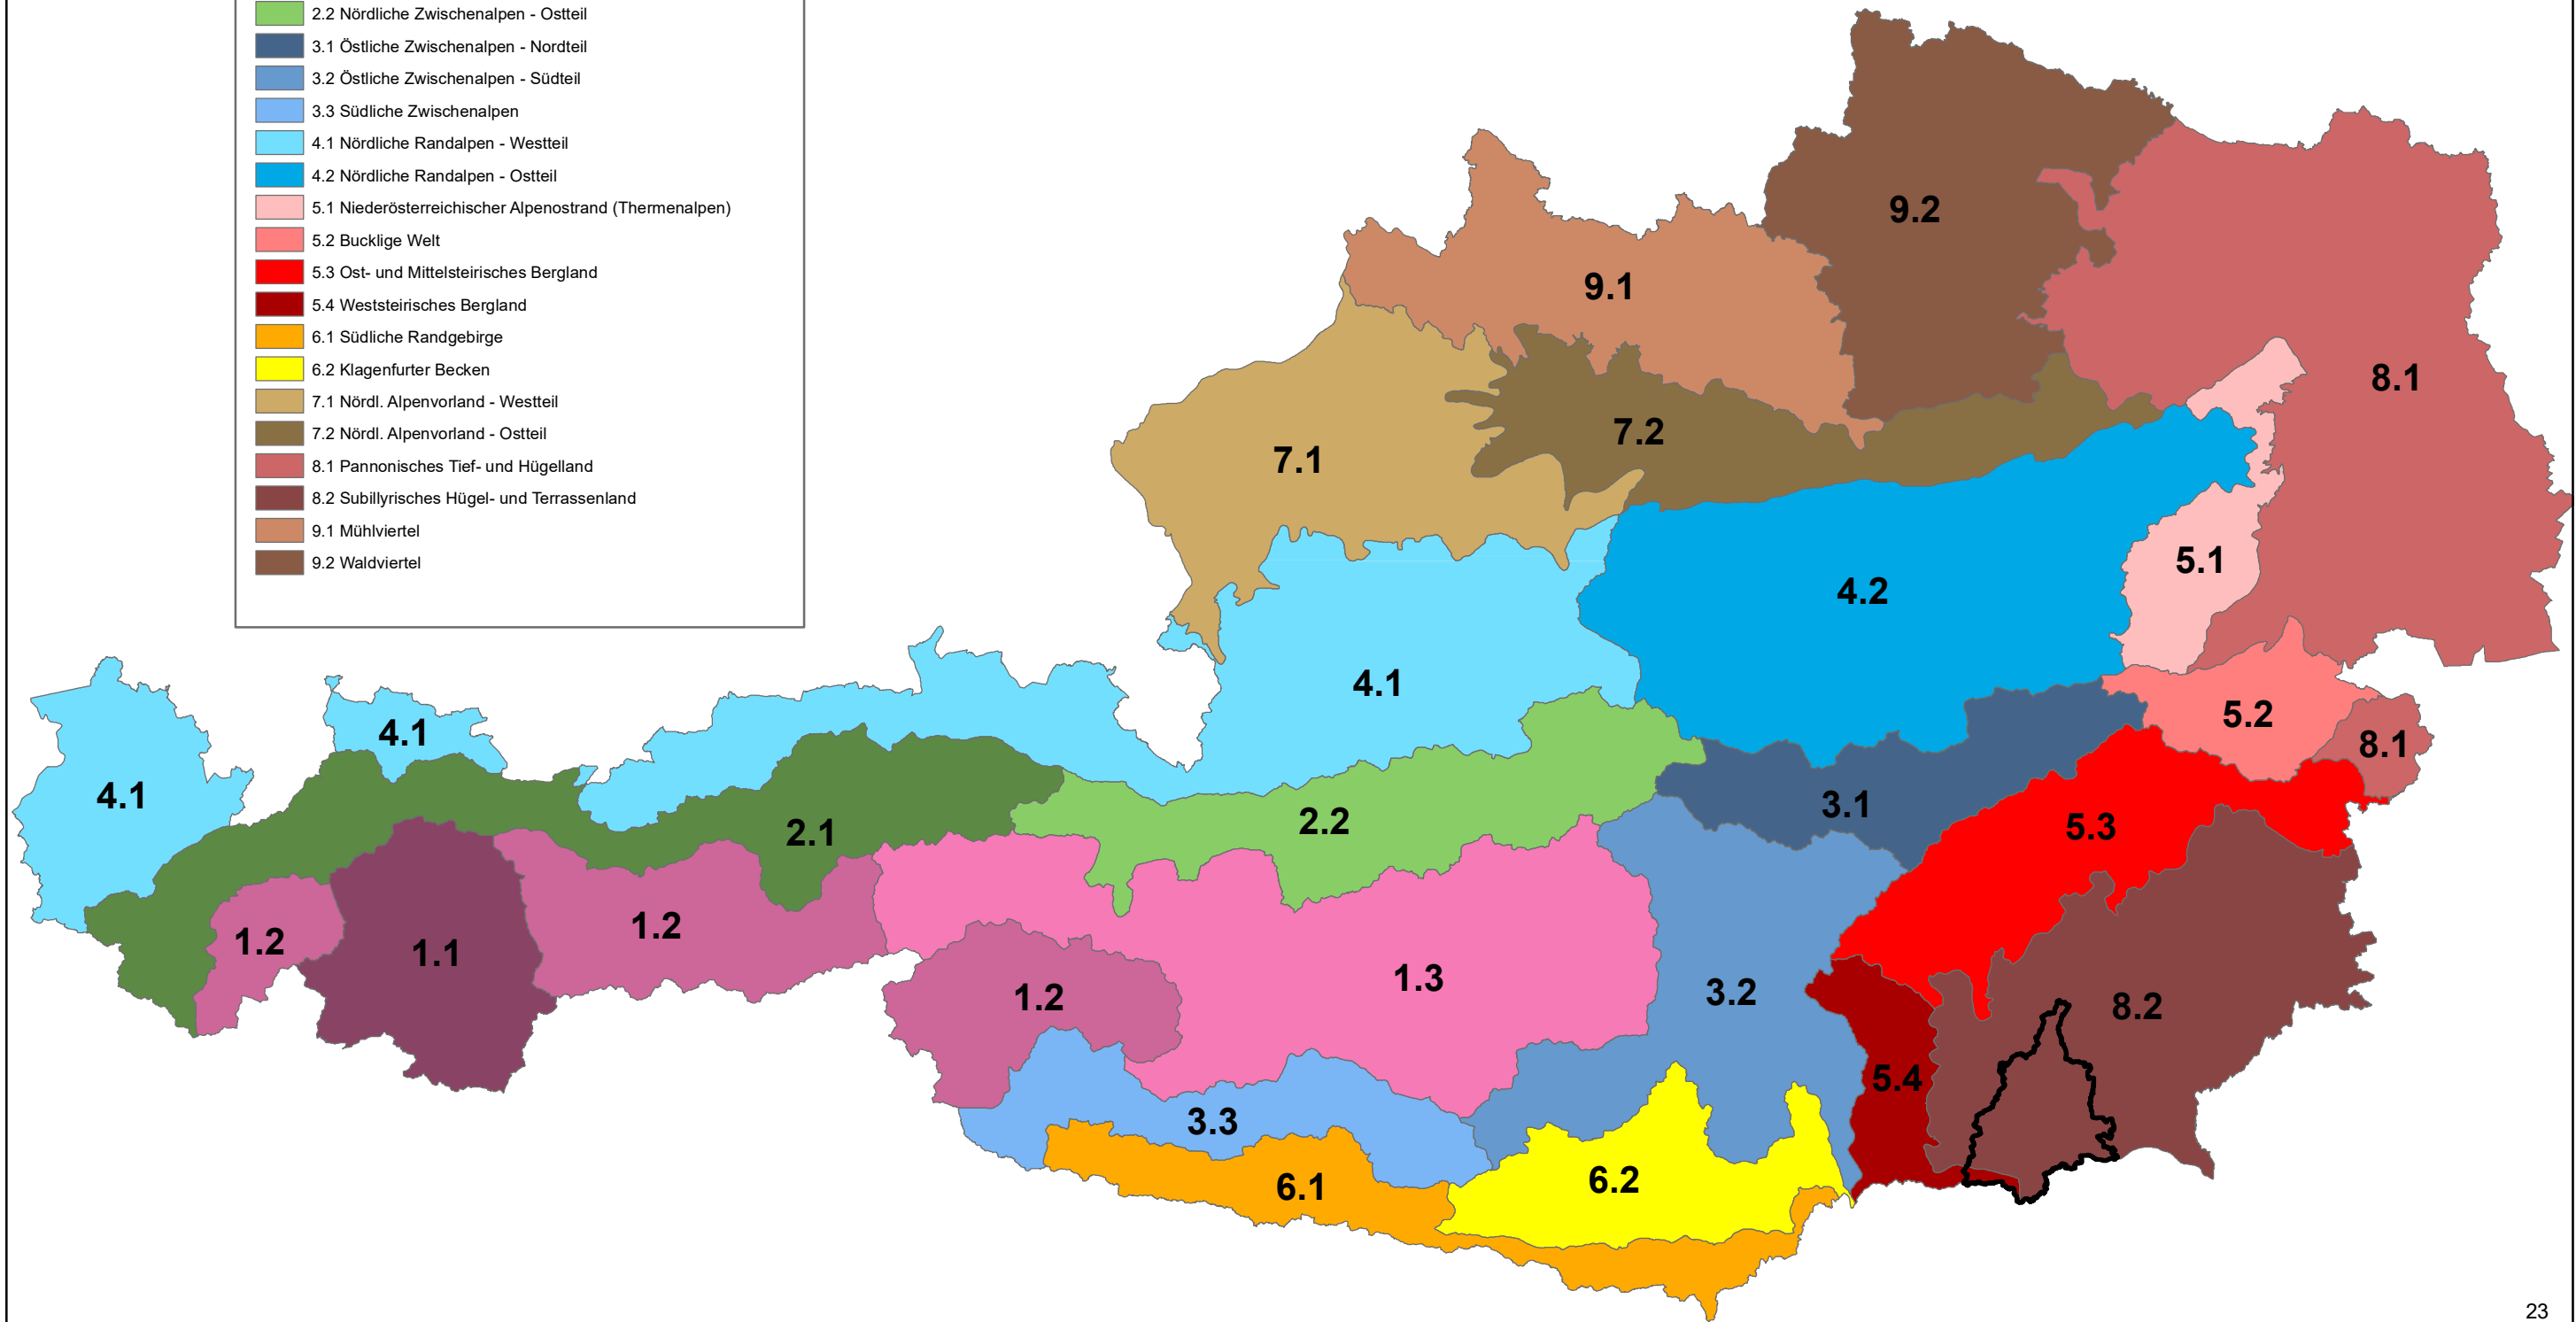 2.2 Nördliche Zwischenalpen - Ostteil
3.1 Östliche Zwischenalpen - Nordteil
3.2 Östliche Zwischenalpen - Südteil
3.3 Südliche Zwischenalpen
4.1 Nördliche Randalpen - Westteil
4.2 Nördliche Randalpen - Ostteil
5.1 Niederösterreichischer Alpenostrand (Thermenalpen)
5.2 Bucklige Welt
5.3 Ost- und Mittelsteirisches Bergland
5.4 Weststeirisches Bergland
6.1 Südliche Randgebirge
6.2 Klagenfurter Becken
7.1 Nördl. Alpenvorland - Westteil
7.2 Nördl. Alpenvorland - Ostteil
8.1 Pannonisches Tief- und Hügelland
8.2 Subillyrisches Hügel- und Terrassenland
9.1 Mühlviertel
9.2 Waldviertel
9.2
9.1
8.1
7.2
7.1
5.1
4.2
4.1
5.2
4.1
8.1
4.1
3.1
2.2
5.3
2.1
1.2
1.2
1.1
1.3
3.2
1.2
8.2
5.4
3.3
6.2
6.1
23